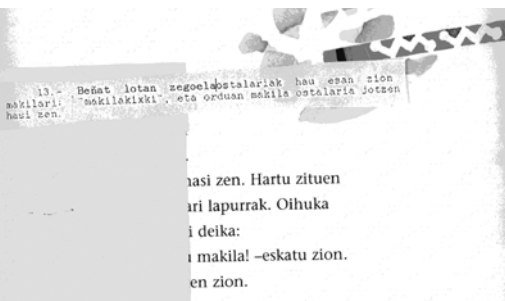 13.- Beñat lotan zegoela ostalariak hau esan zion
makilari: "makilakixki", eta orduan makila ostalaria jotzen
hasi zen.
hasi zen. Hartu zituen
ari lapurrak. Oihuka
i deika:
makila! –eskatu zion.
en zion.